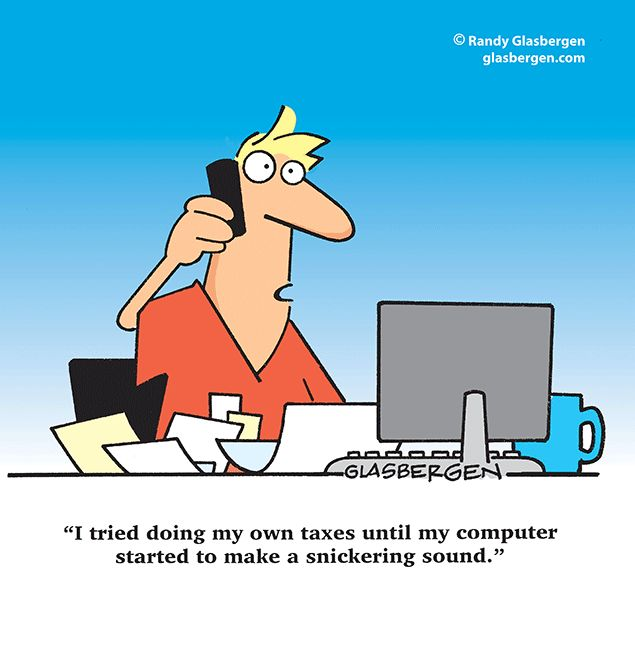 © Randy Glasbergen
glasbergen.com
GLASBERGEN
“I tried doing my own taxes until my computer
started to make a snickering sound.”